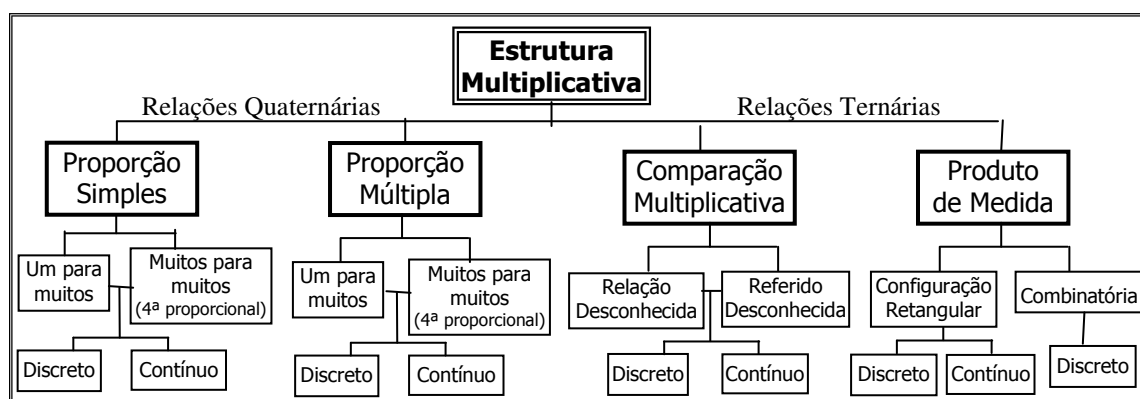 Estrutura
Multiplicativa
Relações Quaternárias
Relações Ternárias
Proporção
Simples
Proporção
Múltipla
Comparação
Multiplicativa
Produto
de Medida
Um para
muitos
Muitos para
muitos
(4ª proporcional)
Um para
muitos
Muitos para
muitos
(4ª proporcional)
Relação
Desconhecida
Referido
Desconhecida
Configuração
Retangular
Combinatória
Discreto
Contínuo
Discreto
Contínuo
Discreto
Contínuo
Discreto
Contínuo
Discreto